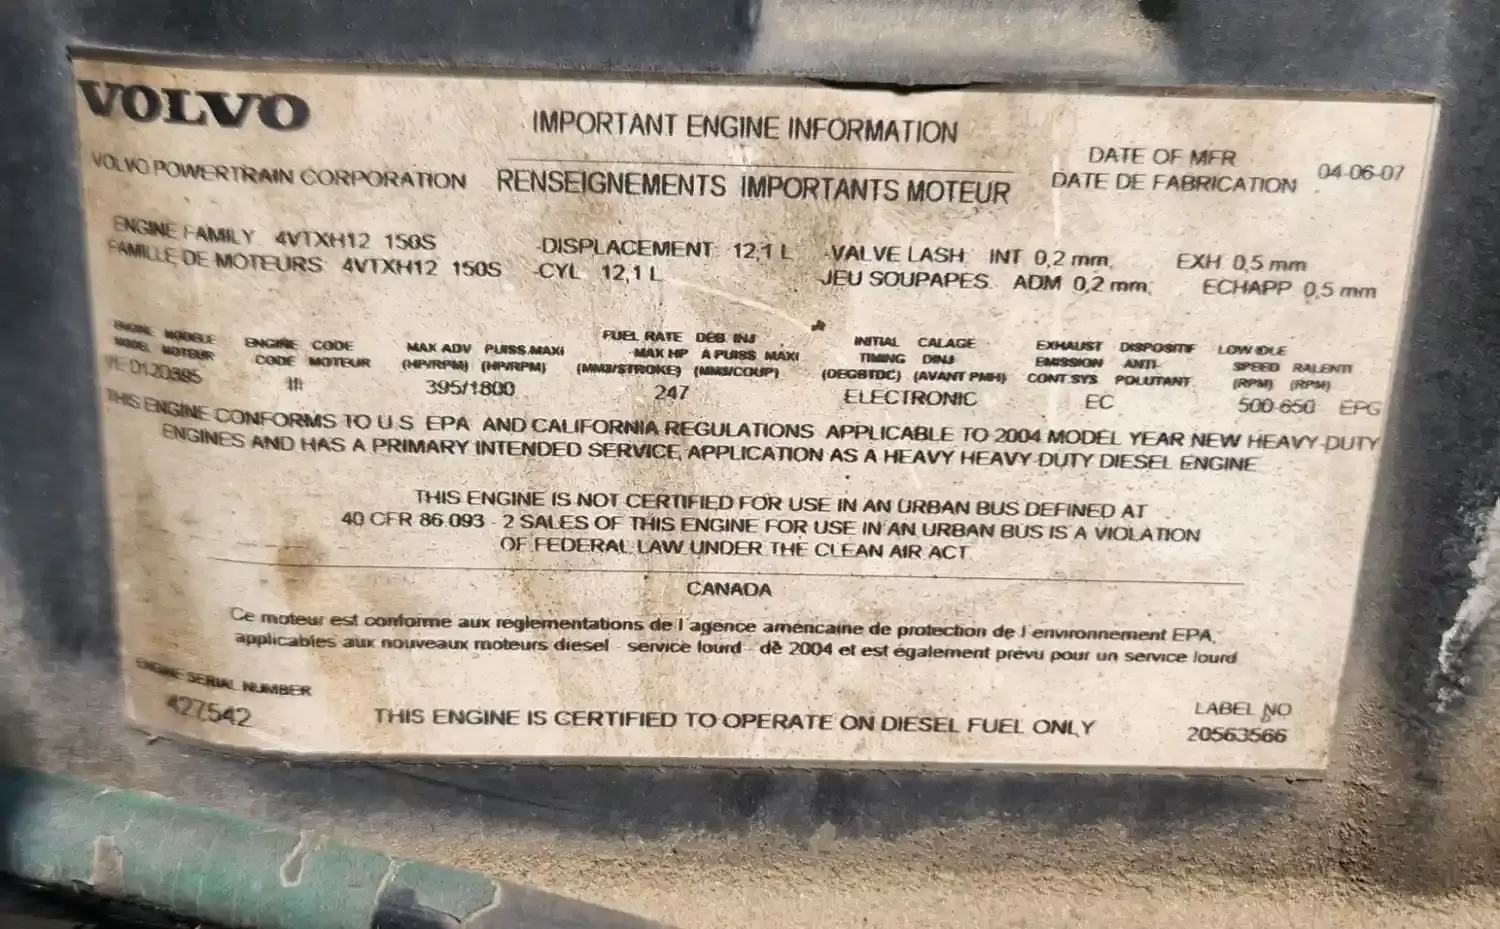 VOLVO
IMPORTANT ENGINE INFORMATION
VOLVO POWERTRAIN CORPORATION
RENSEIGNEMENTS IMPORTANTS MOTEUR
DATE OF MFR
DATE DE FABRICATION
04-06-07
ENGINE FAMILY 4VTXH12 150S
FAMILLE DE MOTEURS 4VTXH12 150S
-DISPLACEMENT 12,1 L
-CYL 12,1 L
-VALVE LASH: INT 0,2 mm, EXH 0,5 mm
JEU SOUPAPES. ADM 0,2 mm, ECHAPP 0,5 mm
ENGINE MODELE
MODEL MOTEUR
VE D12D395
ENGINE CODE
CODE MOTEUR
MAX ADV PUISS.MAXI
(HP/RPM) (HP/RPM)
395/1800
FUEL RATE DEB INJ
MAX HP A PUISS MAXI
(MM3/STROKE) (MM3/COUP)
247
INITIAL CALAGE
TIMING DINJ
(DEGBTDC) (AVANT PMH)
ELECTRONIC
EXHAUST DISPOSITIF
EMISSION ANTI-
CONT.SYS POLUTANT
EC
LOW IDLE
SPEED RALENTI
(RPM) (RPM)
500-650 EPG
THIS ENGINE CONFORMS TO U.S EPA AND CALIFORNIA REGULATIONS APPLICABLE TO 2004 MODEL YEAR NEW HEAVY-DUTY
ENGINES AND HAS A PRIMARY INTENDED SERVICE APPLICATION AS A HEAVY HEAVY-DUTY DIESEL ENGINE
THIS ENGINE IS NOT CERTIFIED FOR USE IN AN URBAN BUS DEFINED AT
40 CFR 86.093 - 2 SALES OF THIS ENGINE FOR USE IN AN URBAN BUS IS A VIOLATION
OF FEDERAL LAW UNDER THE CLEAN AIR ACT
CANADA
Ce moteur est conforme aux reglementations de l'agence americaine de protection de l'environnement EPA,
applicables aux nouveaux moteurs diesel - service lourd - dè 2004 et est également prévu pour un service lourd
ENGINE SERIAL NUMBER
427542
THIS ENGINE IS CERTIFIED TO OPERATE ON DIESEL FUEL ONLY
LABEL NO
20563566